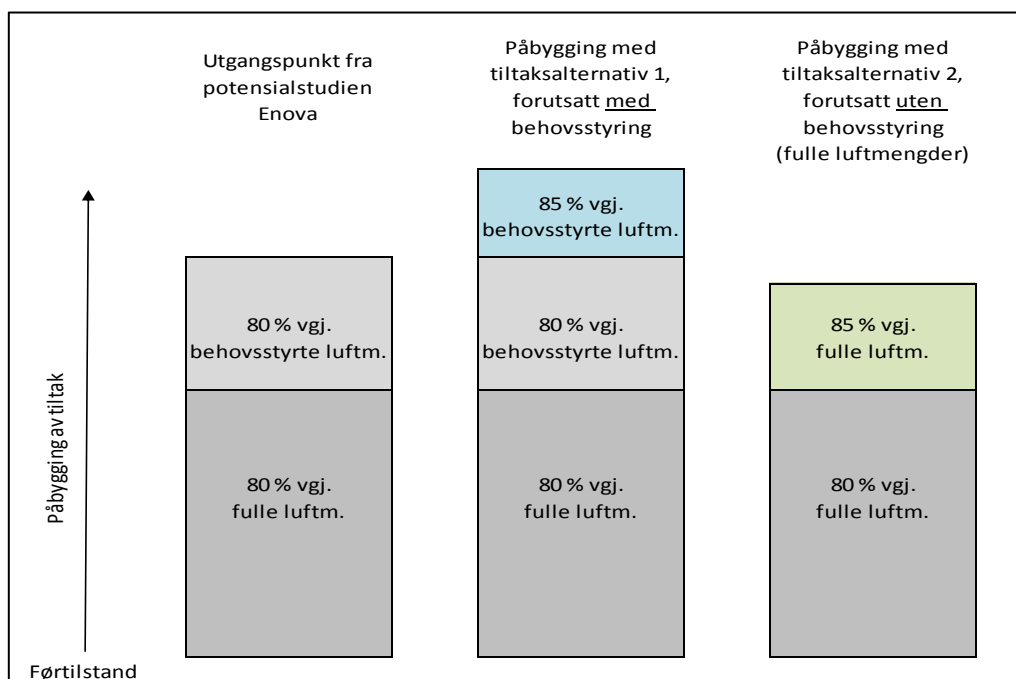 Utgangspunkt fra
potensialstudien
Enova
Påbygging med
tiltaksalternativ 1,
forutsatt med
behovsstyring
Påbygging med
tiltaksalternativ 2,
forutsatt uten
behovsstyring
(fulle luftmengder)
85 % vgj.
behovsstyrte luftm.
80 % vgj.
behovsstyrte luftm.
80 % vgj.
behovsstyrte luftm.
85 % vgj.
fulle luftm.
80 % vgj.
fulle luftm.
80 % vgj.
fulle luftm.
80 % vgj.
fulle luftm.
Påbygging av tiltak
Førtilstand